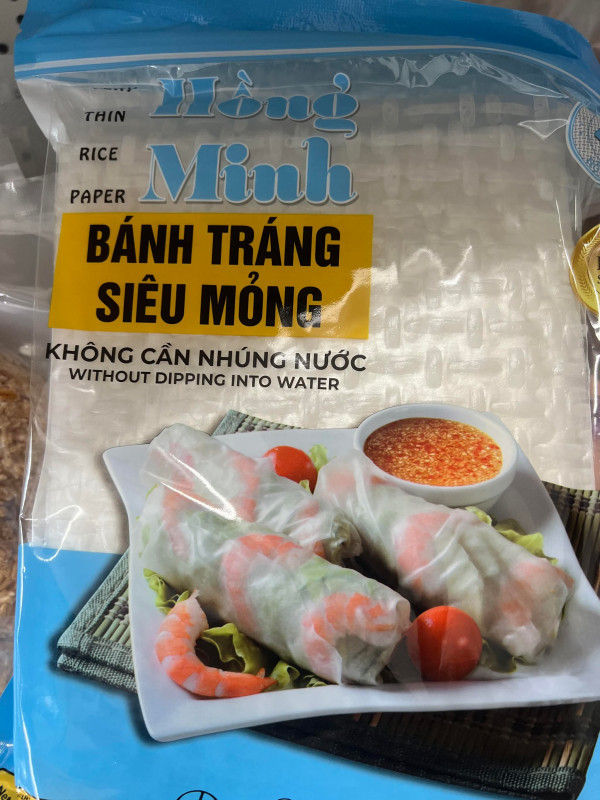 THIN
RICE
PAPER
Hồng
Minh
BÁNH TRÁNG
SIÊU MỎNG
KHÔNG CẦN NHÚNG NƯỚC
WITHOUT DIPPING INTO WATER